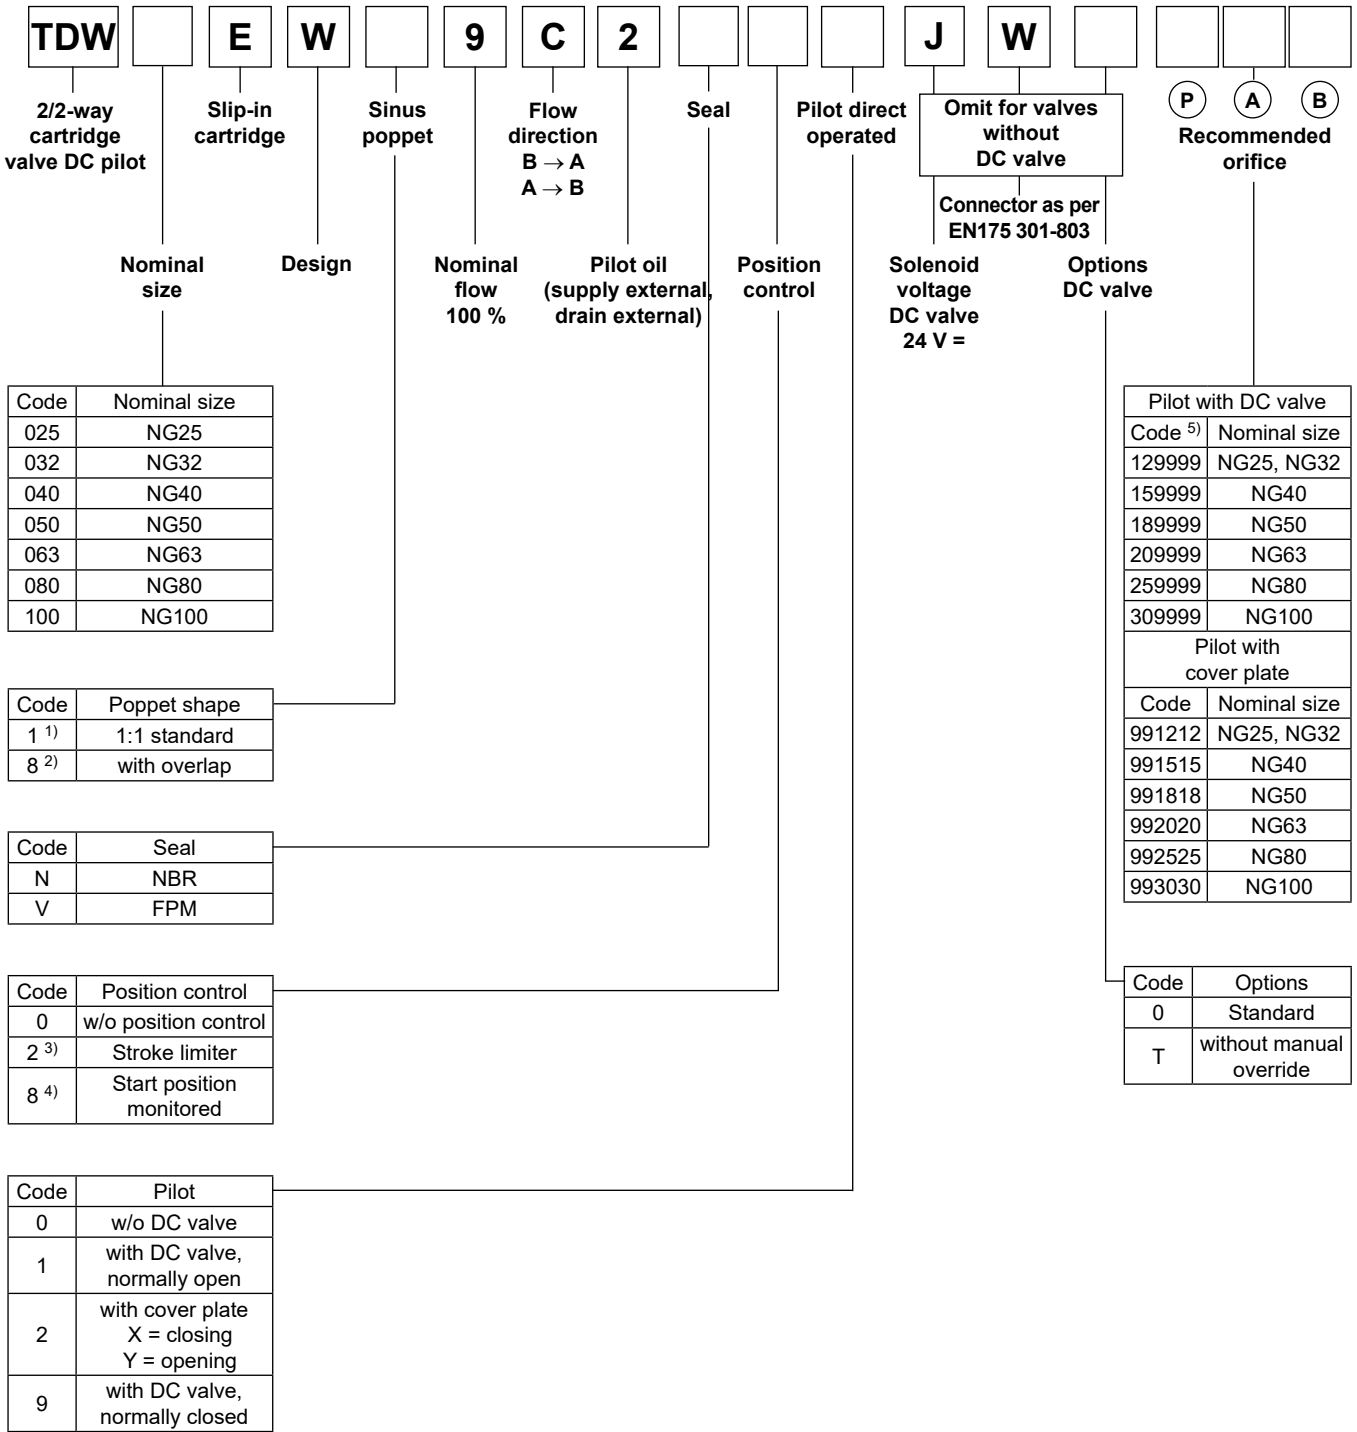 TDW E W 9 C 2 J W
2/2-way
cartridge
valve DC pilot
Slip-in
cartridge
Sinus
poppet
Flow
direction
B → A
A → B
Seal
Pilot direct
operated
Omit for valves
without
DC valve
P A B
Recommended
orifice
Connector as per
EN175 301-803
Nominal
size
Design
Nominal
flow
100 %
Pilot oil
(supply external,
drain external)
Position
control
Solenoid
voltage
DC valve
24 V =
Options
DC valve
Code Nominal size
025 NG25
032 NG32
040 NG40
050 NG50
063 NG63
080 NG80
100 NG100
Code Poppet shape
1 1) 1:1 standard
8 2) with overlap
Code Seal
N NBR
V FPM
Code Position control
0 w/o position control
2 3) Stroke limiter
8 4) Start position
monitored
Code Pilot
0 w/o DC valve
1 with DC valve,
normally open
2 with cover plate
X = closing
Y = opening
9 with DC valve,
normally closed
Pilot with DC valve
Code 5) Nominal size
129999 NG25, NG32
159999 NG40
189999 NG50
209999 NG63
259999 NG80
309999 NG100
Pilot with
cover plate
Code Nominal size
991212 NG25, NG32
991515 NG40
991818 NG50
992020 NG63
992525 NG80
993030 NG100
Code Options
0 Standard
T without manual
override